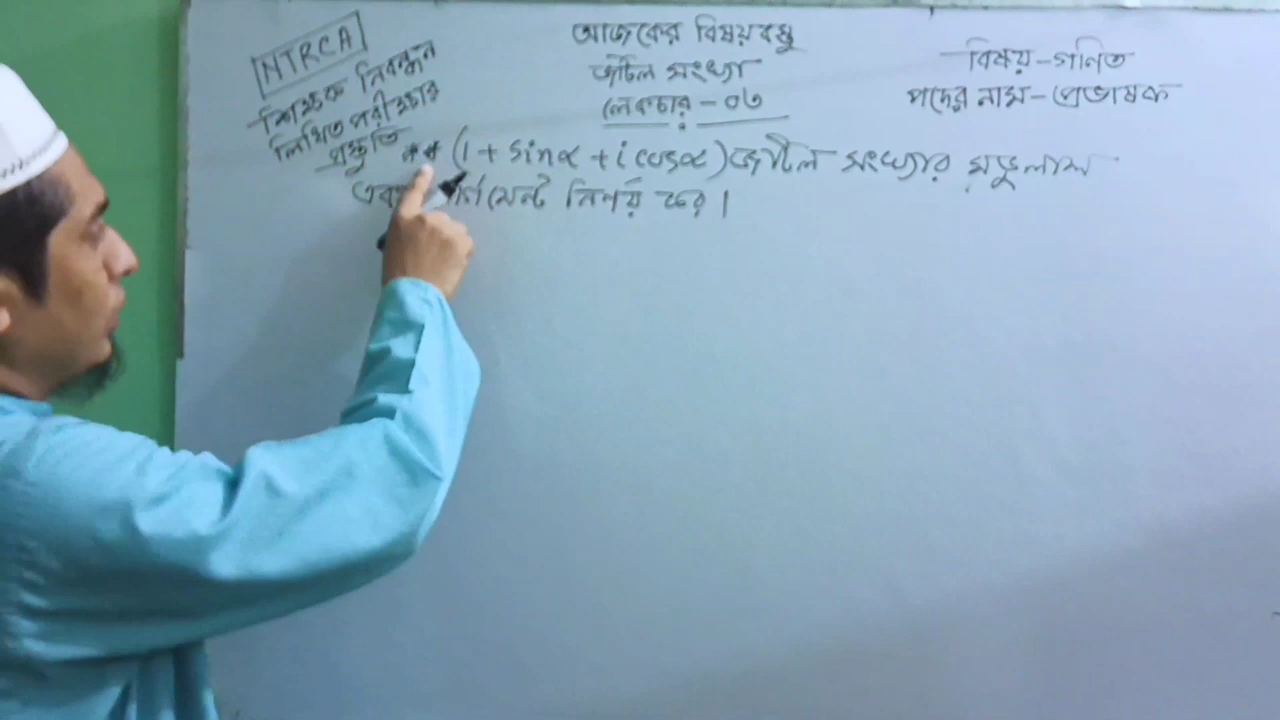 NTRCA
শিক্ষক নিবন্ধন
লিখিত পরীক্ষার
প্রস্তুতি
আজকের বিষয়বস্তু
জটিল সংখ্যা
লেকচার - ০৩
বিষয় - গণিত
পদের নাম - প্রভাষক
** (1 + sinα + i cosα) জটিল সংখ্যার মডুলাস
নির্ণয় কর।